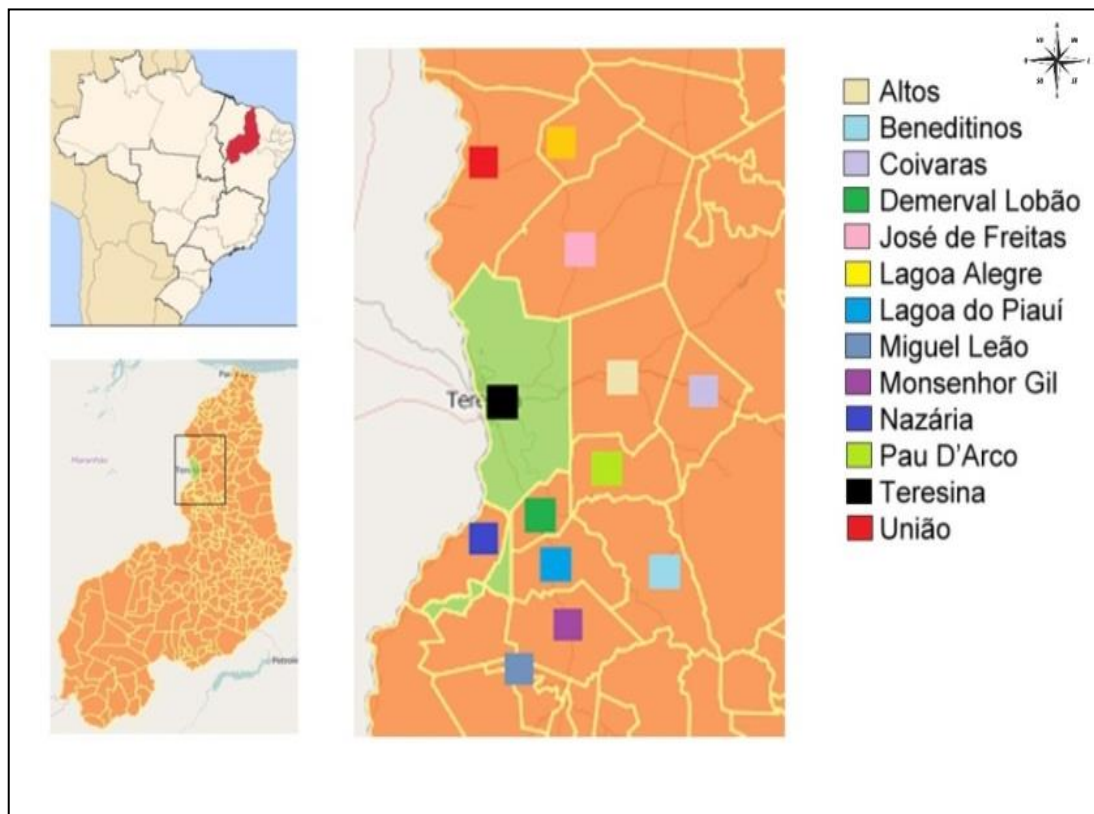 Altos
Beneditinos
Coivaras
Demerval Lobão
José de Freitas
Lagoa Alegre
Lagoa do Piauí
Miguel Leão
Monsenhor Gil
Nazária
Pau D'Arco
Teresina
União
Maranhão